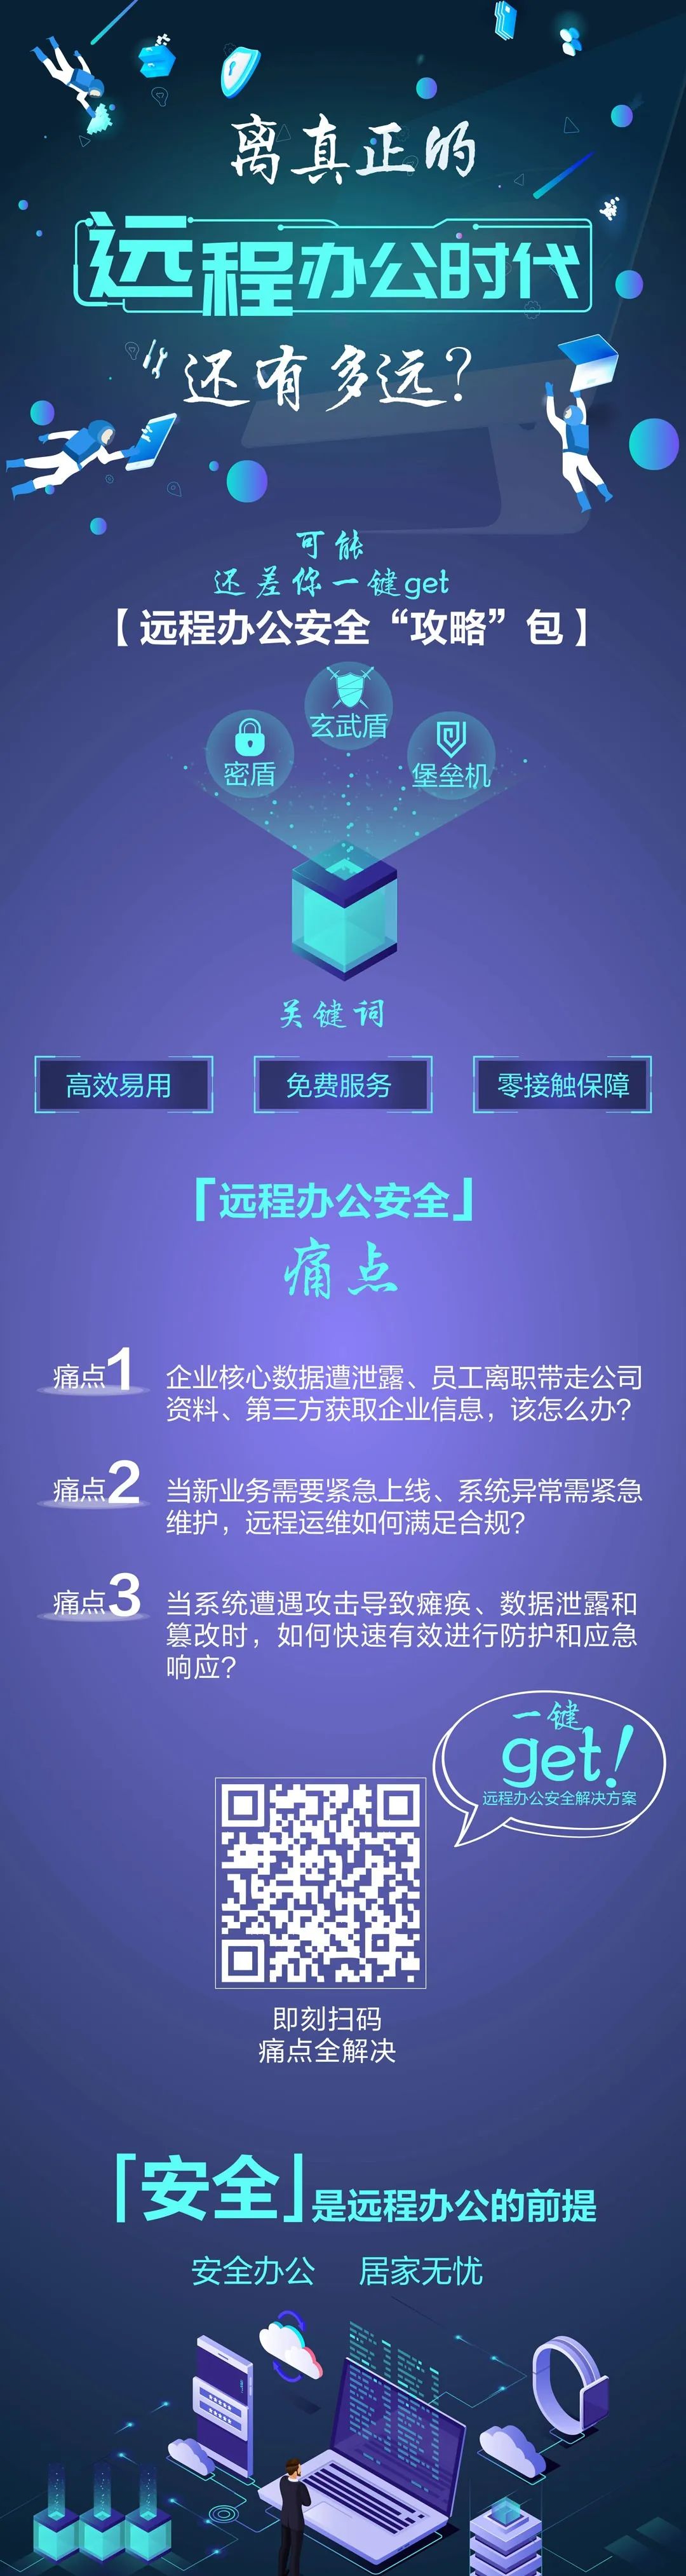 离真正的
远程办公时代
还有多远？
可能
还差你一键get
【远程办公安全“攻略”包】
玄武盾
密盾
堡垒机
关键词
高效易用
免费服务
零接触保障
「远程办公安全」
痛点
痛点1
企业核心数据遭泄露、员工离职带走公司
资料、第三方获取企业信息，该怎么办？
痛点2
当新业务需要紧急上线、系统异常需紧急
维护，远程运维如何满足合规？
痛点3
当系统遭遇攻击导致瘫痪、数据泄露和
篡改时，如何快速有效进行防护和应急
响应？
一键
get！
远程办公安全解决方案
即刻扫码
痛点全解决
「安全」是远程办公的前提
安全办公 居家无忧